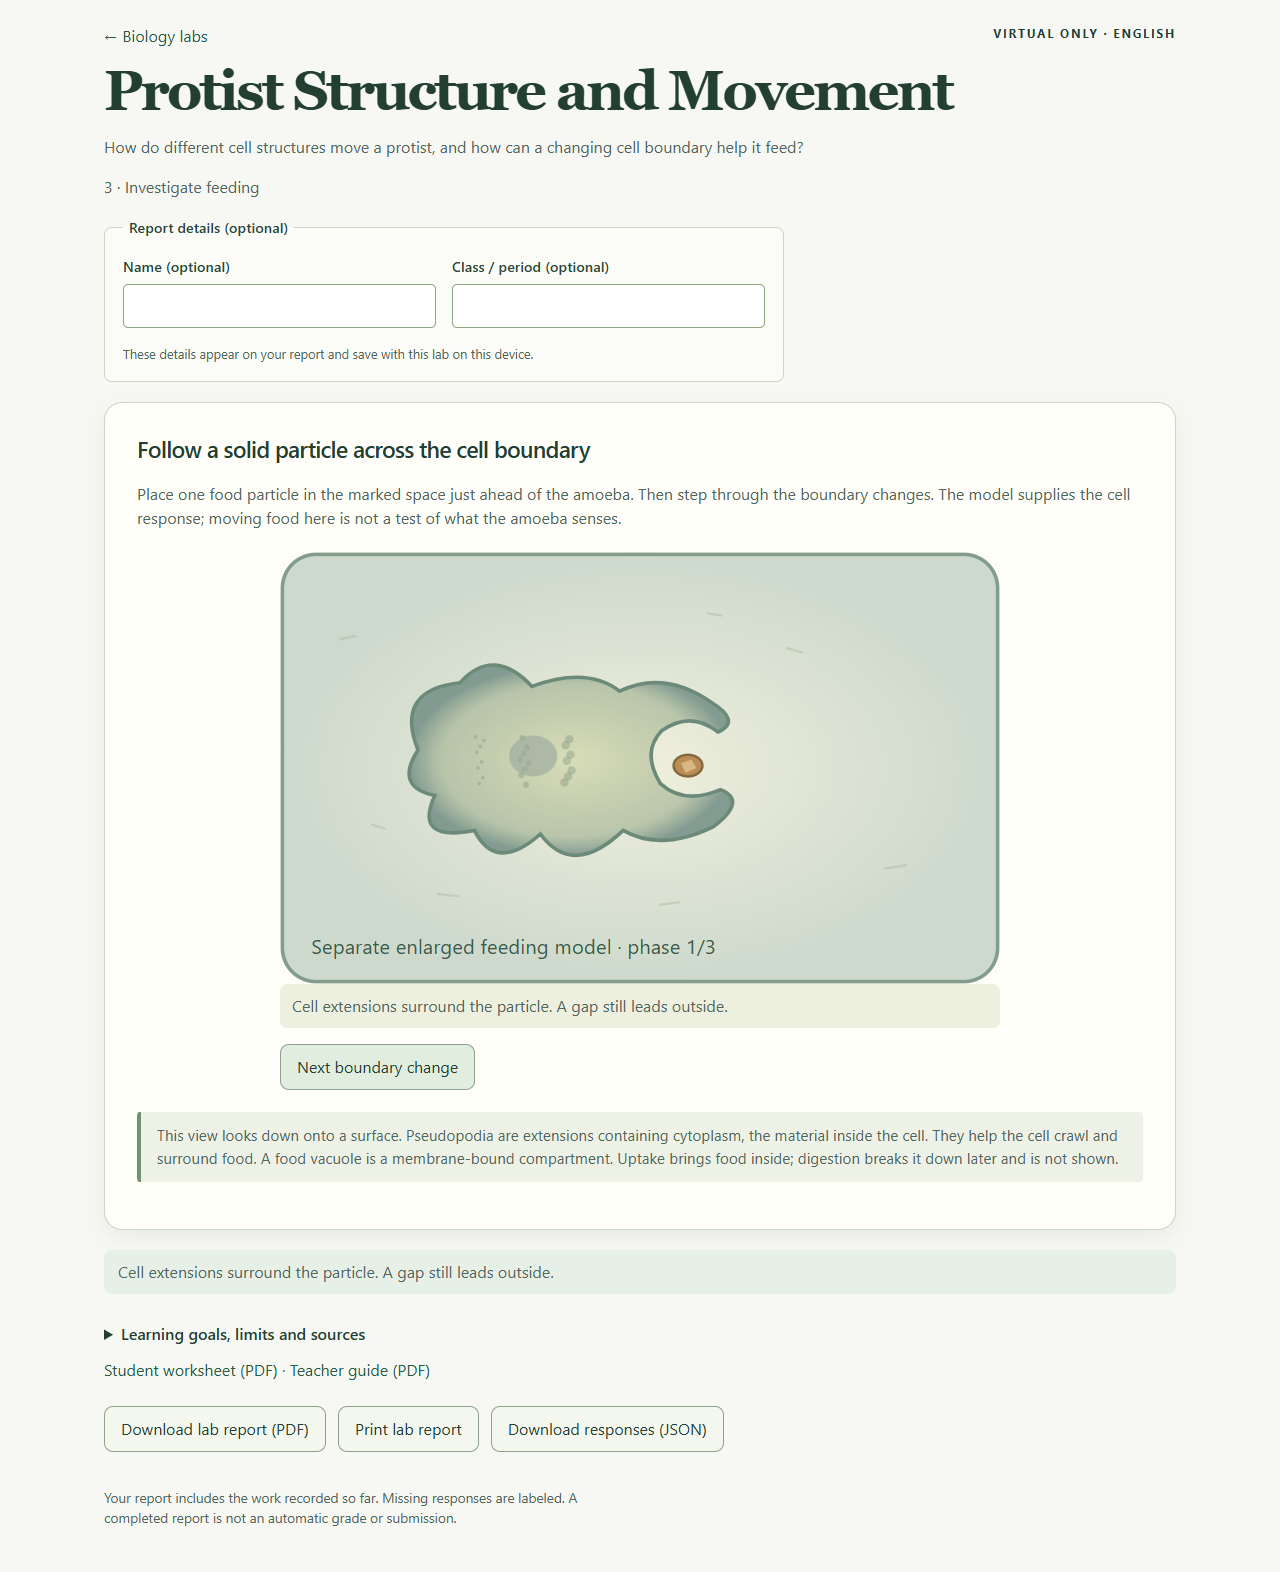 ← Biology labs
VIRTUAL ONLY · ENGLISH
Protist Structure and Movement
How do different cell structures move a protist, and how can a changing cell boundary help it feed?
3 · Investigate feeding
Report details (optional)
Name (optional)
Class / period (optional)
These details appear on your report and save with this lab on this device.
Follow a solid particle across the cell boundary
Place one food particle in the marked space just ahead of the amoeba. Then step through the boundary changes. The model supplies the cell
response; moving food here is not a test of what the amoeba senses.
Separate enlarged feeding model · phase 1/3
Cell extensions surround the particle. A gap still leads outside.
Next boundary change
This view looks down onto a surface. Pseudopodia are extensions containing cytoplasm, the material inside the cell. They help the cell crawl and
surround food. A food vacuole is a membrane-bound compartment. Uptake brings food inside; digestion breaks it down later and is not shown.
Cell extensions surround the particle. A gap still leads outside.
▶ Learning goals, limits and sources
Student worksheet (PDF) · Teacher guide (PDF)
Download lab report (PDF)
Print lab report
Download responses (JSON)
Your report includes the work recorded so far. Missing responses are labeled. A
completed report is not an automatic grade or submission.